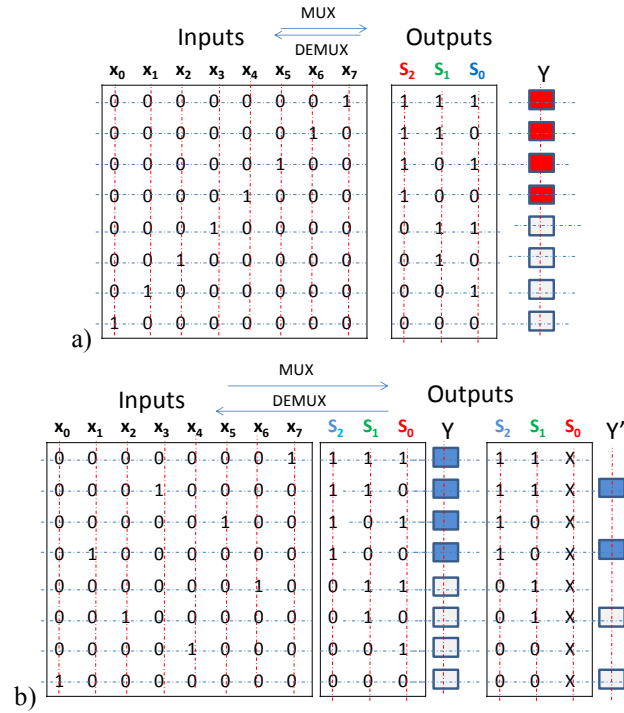 MUX
Inputs DEMUX Outputs
x0 x1 x2 x3 x4 x5 x6 x7 S2 S1 S0 Y
0 0 0 0 0 0 0 1 1 1 1
0 0 0 0 0 0 1 0 1 1 0
0 0 0 0 0 1 0 0 1 0 1
0 0 0 0 1 0 0 0 1 0 0
0 0 0 1 0 0 0 0 0 1 1
0 0 1 0 0 0 0 0 0 1 0
0 1 0 0 0 0 0 0 0 0 1
1 0 0 0 0 0 0 0 0 0 0
a)
MUX
Inputs DEMUX Outputs
x0 x1 x2 x3 x4 x5 x6 x7 S2 S1 S0 Y S2 S1 S0 Y'
0 0 0 0 0 0 0 1 1 1 1 1 1 X
0 0 0 1 0 0 0 0 1 1 0 1 1 X
0 0 0 0 0 1 0 0 1 0 1 1 0 X
0 1 0 0 0 0 0 0 1 0 0 1 0 X
0 0 0 0 0 0 1 0 0 1 1 0 1 X
0 0 1 0 0 0 0 0 0 1 0 0 1 X
0 0 0 0 1 0 0 0 0 0 1 0 0 X
1 0 0 0 0 0 0 0 0 0 0 0 0 X
b)